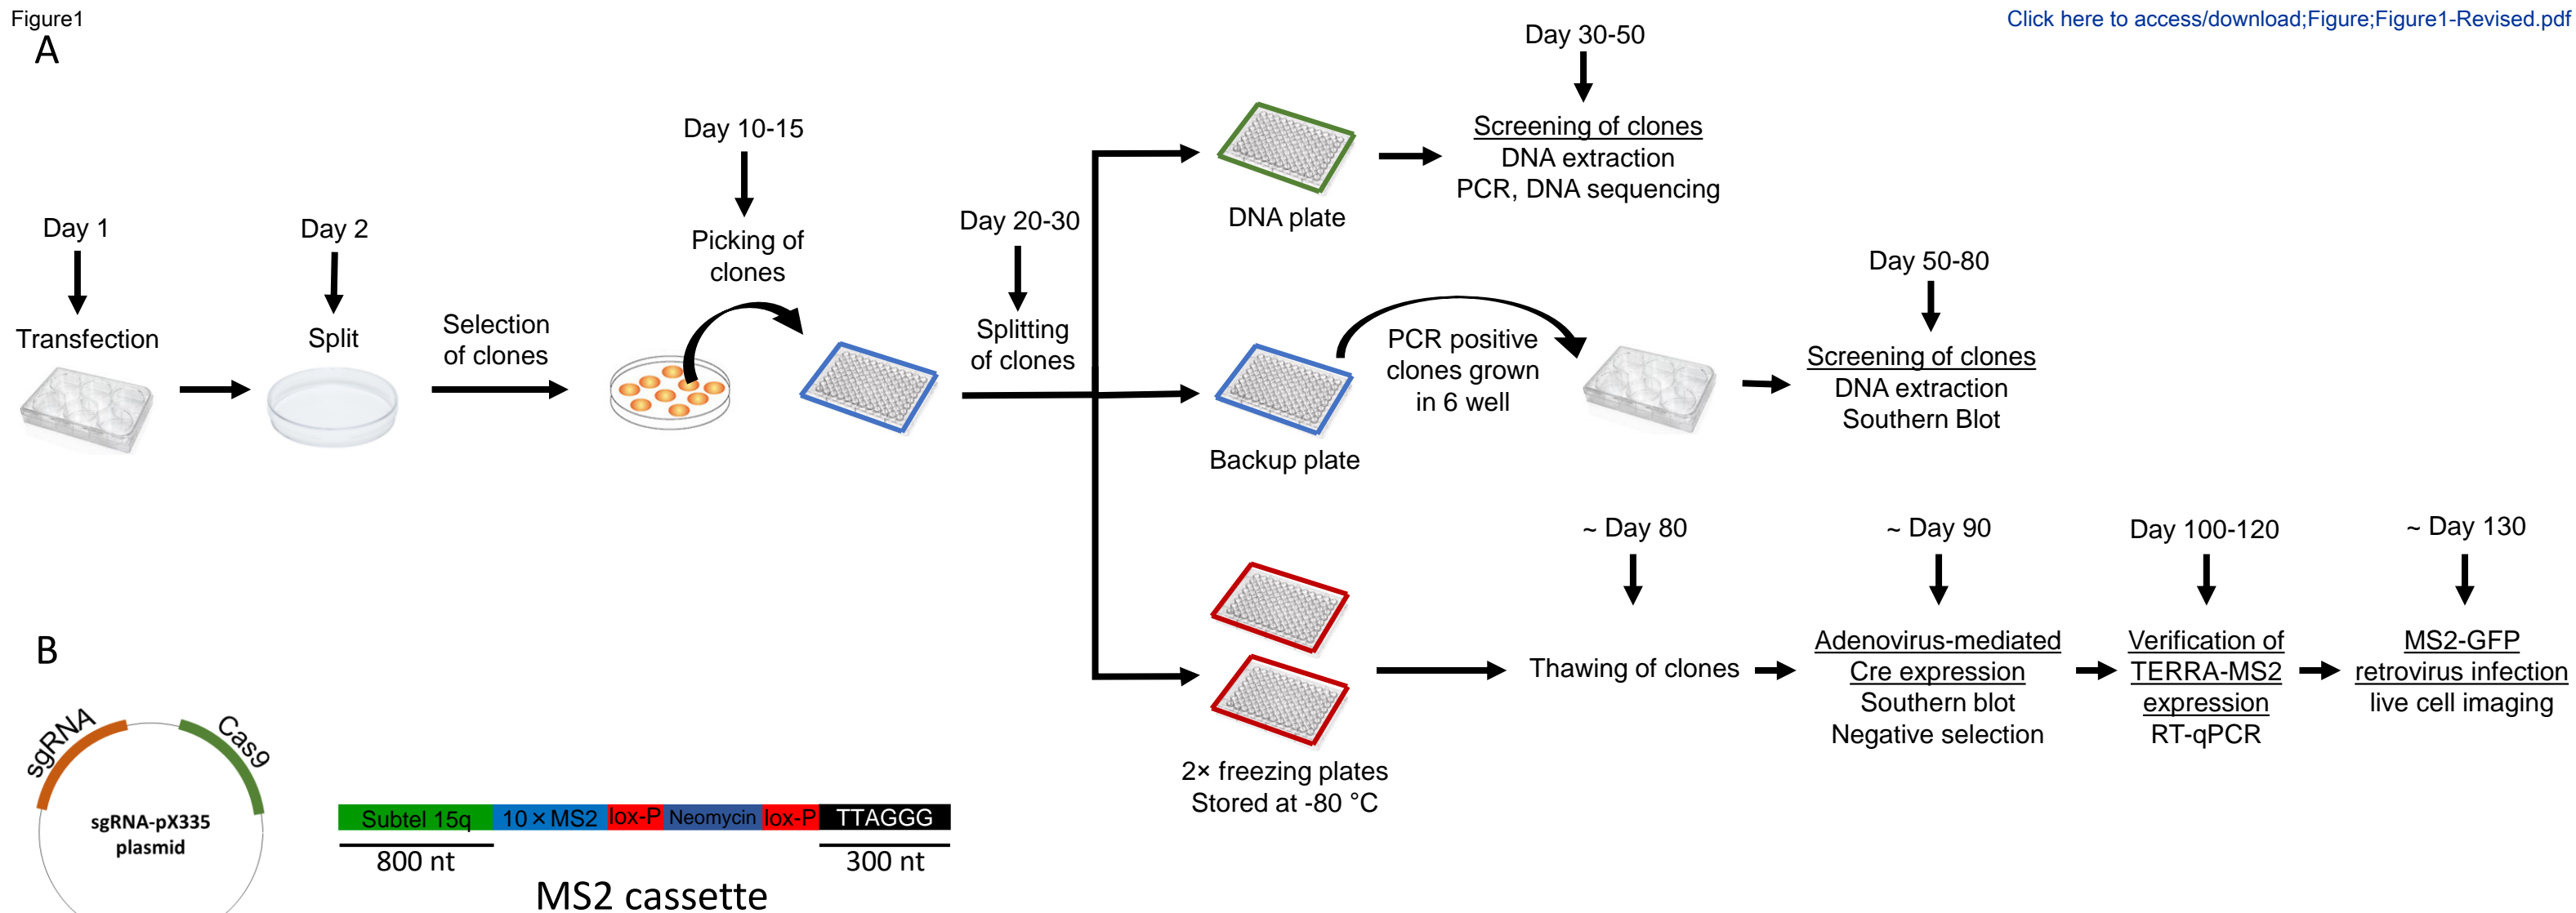 Figure1
Click here to access/download;Figure;Figure1-Revised.pdf
A
Day 1
Transfection
Day 2
Split
Selection
of clones
Day 10-15
Picking of
clones
Day 20-30
Splitting
of clones
DNA plate
Day 30-50
Screening of clones
DNA extraction
PCR, DNA sequencing
Backup plate
PCR positive
clones grown
in 6 well
Day 50-80
Screening of clones
DNA extraction
Southern Blot
2× freezing plates
Stored at -80 °C
~ Day 80
Thawing of clones
~ Day 90
Adenovirus-mediated
Cre expression
Southern blot
Negative selection
Day 100-120
Verification of
TERRA-MS2
expression
RT-qPCR
~ Day 130
MS2-GFP
retrovirus infection
live cell imaging
B
sgRNA
Cas9
sgRNA-pX335
plasmid
Subtel 15q 10×MS2 lox-P Neomycin lox-P TTAGGG
800 nt
300 nt
MS2 cassette